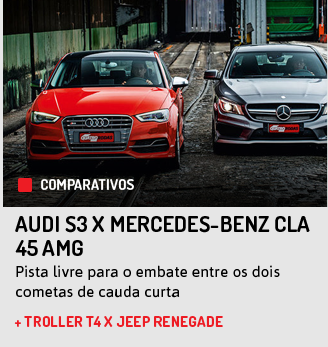 COMPARATIVOS
AUDI S3 X MERCEDES-BENZ CLA
45 AMG
Pista livre para o embate entre os dois
cometas de cauda curta
+ TROLLER T4 X JEEP RENEGADE